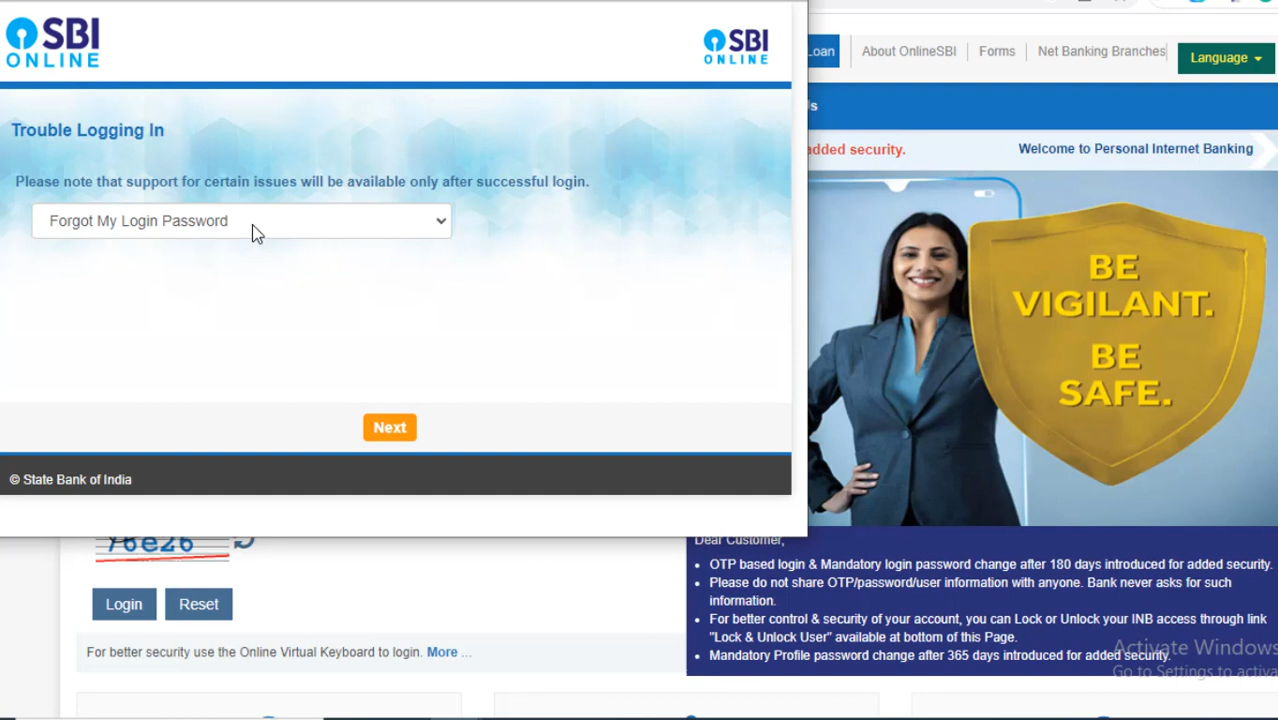 SBI
ONLINE
SBI
ONLINE
Trouble Logging In
Please note that support for certain issues will be available only after successful login.
Forgot My Login Password
Next
© State Bank of India
Loan
About OnlineSBI
Forms
Net Banking Branches
Language
added security.
Welcome to Personal Internet Banking
BE
VIGILANT.
BE
SAFE.
Login
Reset
For better security use the Online Virtual Keyboard to login. More ...
Dear Customer,
• OTP based login & Mandatory login password change after 180 days introduced for added security.
• Please do not share OTP/password/user information with anyone. Bank never asks for such
information.
• For better control & security of your account, you can Lock or Unlock your INB access through link
"Lock & Unlock User" available at bottom of this Page.
• Mandatory Profile password change after 365 days introduced for added security.
Activate Windows
Go to Settings to activa